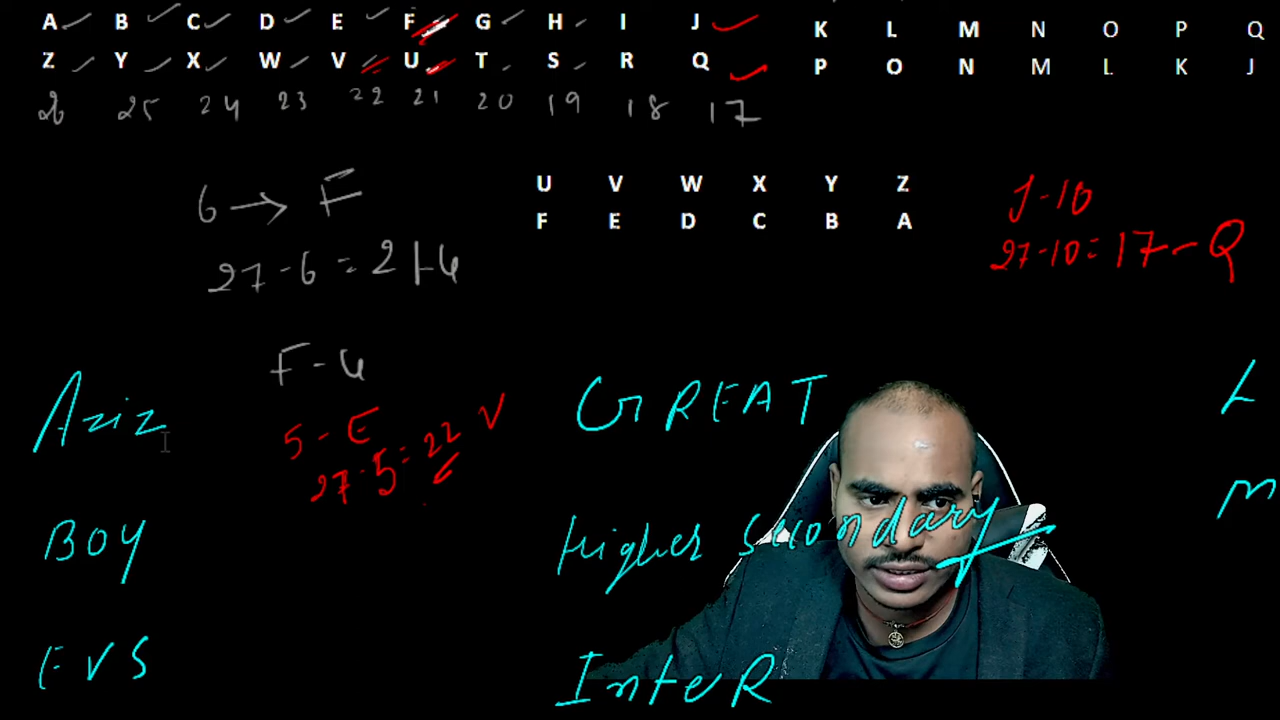 A B C D E F G H I J K L M N O P Q
Z Y X W V U T S R Q P O N M L K J
26 25 24 23 22 21 20 19 18 17
U V W X Y Z
F E D C B A
6 → F
27-6 = 21-U
J-10
27-10= 17 - Q
F-U
5 - E
27-5 = 22 V
Aziz
GREAT
L
BOY
Higher Secondary
M
EVS
InteR